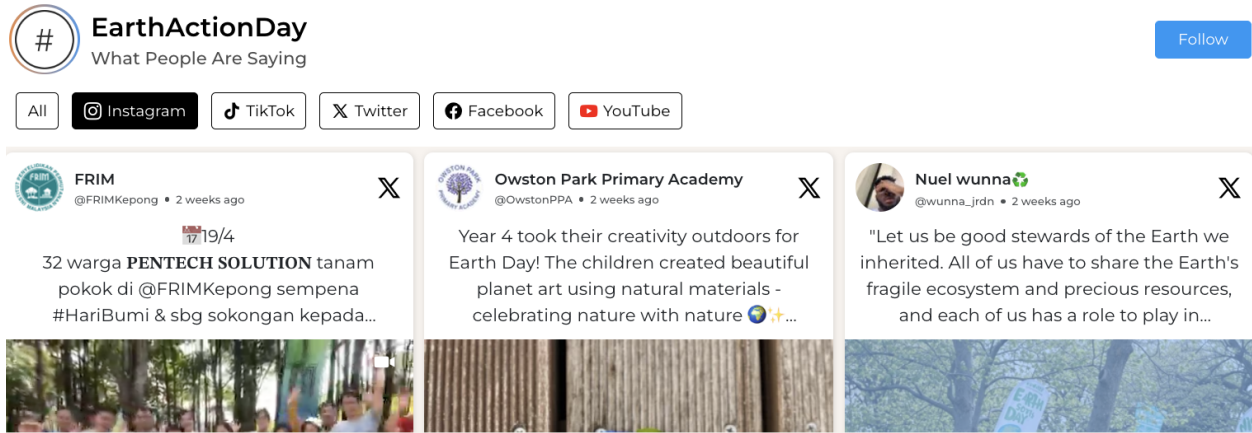 #
EarthActionDay
What People Are Saying
Follow
All
Instagram
TikTok
Twitter
Facebook
YouTube
FRIM
@FRIMKepong • 2 weeks ago
📅19/4
32 warga 𝐏𝐄𝐍𝐓𝐄𝐂𝐇 𝐒𝐎𝐋𝐔𝐓𝐈𝐎𝐍 tanam
pokok di @FRIMKepong sempena
#HariBumi & sbg sokongan kepada...
Owston Park Primary Academy
@OwstonPPA • 2 weeks ago
Year 4 took their creativity outdoors for
Earth Day! The children created beautiful
planet art using natural materials -
celebrating nature with nature 🌍✨...
Nuel wunna♻️
@wunna_jrdn • 2 weeks ago
"Let us be good stewards of the Earth we
inherited. All of us have to share the Earth's
fragile ecosystem and precious resources,
and each of us has a role to play in...
EARTH
DAY